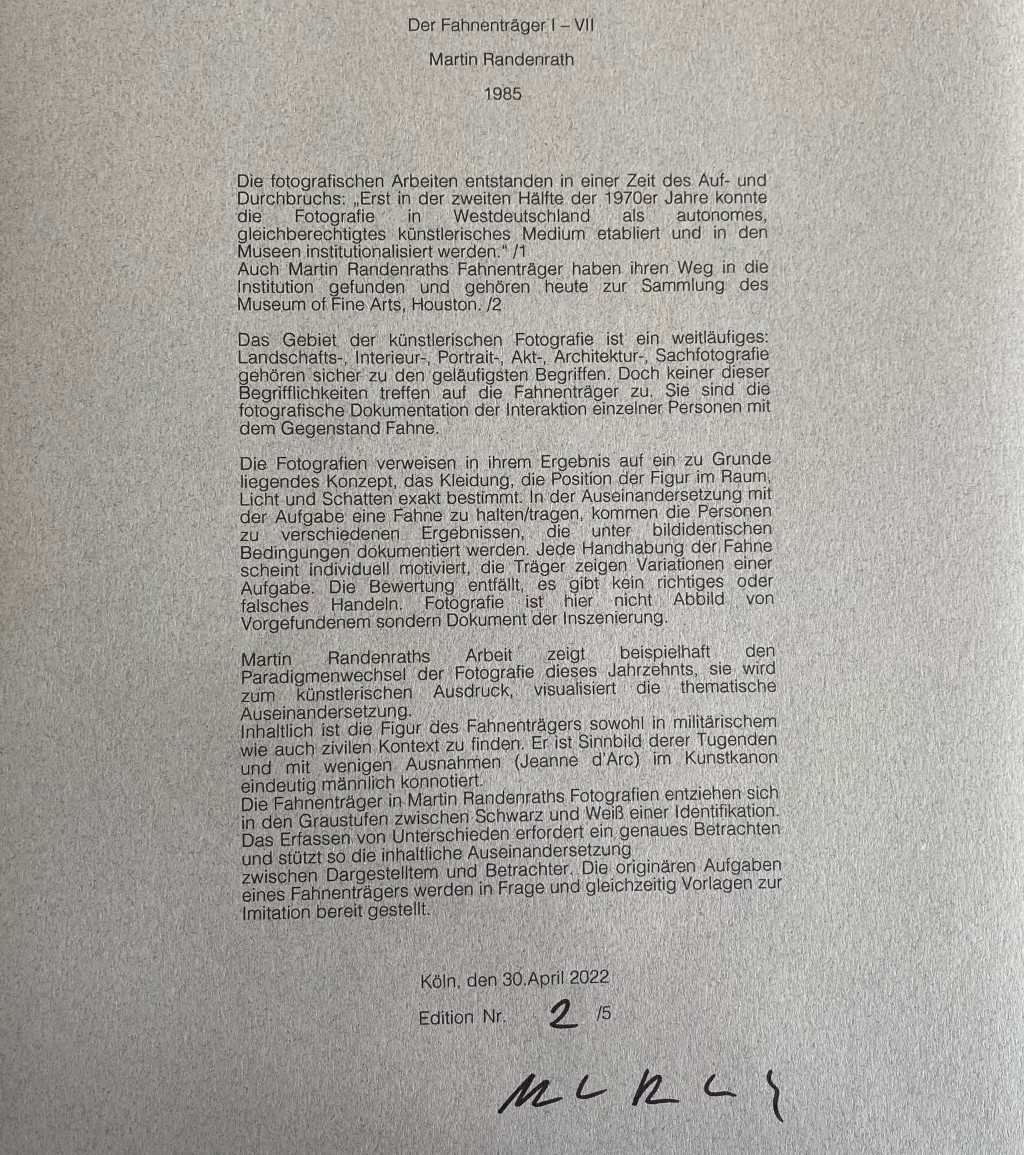 Der Fahnenträger I – VII
Martin Randenrath
1985
Die fotografischen Arbeiten entstanden in einer Zeit des Auf- und
Durchbruchs: „Erst in der zweiten Hälfte der 1970er Jahre konnte
die Fotografie in Westdeutschland als autonomes,
gleichberechtigtes künstlerisches Medium etabliert und in den
Museen institutionalisiert werden." /1
Auch Martin Randenraths Fahnenträger haben ihren Weg in die
Institution gefunden und gehören heute zur Sammlung des
Museum of Fine Arts, Houston. /2
Das Gebiet der künstlerischen Fotografie ist ein weitläufiges:
Landschafts-, Interieur-, Portrait-, Akt-, Architektur-, Sachfotografie
gehören sicher zu den geläufigsten Begriffen. Doch keiner dieser
Begrifflichkeiten treffen auf die Fahnenträger zu. Sie sind die
fotografische Dokumentation der Interaktion einzelner Personen mit
dem Gegenstand Fahne.
Die Fotografien verweisen in ihrem Ergebnis auf ein zu Grunde
liegendes Konzept, das Kleidung, die Position der Figur im Raum,
Licht und Schatten exakt bestimmt. In der Auseinandersetzung mit
der Aufgabe eine Fahne zu halten/tragen, kommen die Personen
zu verschiedenen Ergebnissen, die unter bildidentischen
Bedingungen dokumentiert werden. Jede Handhabung der Fahne
scheint individuell motiviert, die Träger zeigen Variationen einer
Aufgabe. Die Bewertung entfällt, es gibt kein richtiges oder
falsches Handeln. Fotografie ist hier nicht Abbild von
Vorgefundenem sondern Dokument der Inszenierung.
Martin Randenraths Arbeit zeigt beispielhaft den
Paradigmenwechsel der Fotografie dieses Jahrzehnts, sie wird
zum künstlerischen Ausdruck, visualisiert die thematische
Auseinandersetzung.
Inhaltlich ist die Figur des Fahnenträgers sowohl in militärischem
wie auch zivilen Kontext zu finden. Er ist Sinnbild derer Tugenden
und mit wenigen Ausnahmen (Jeanne d'Arc) im Kunstkanon
eindeutig männlich konnotiert.
Die Fahnenträger in Martin Randenraths Fotografien entziehen sich
in den Graustufen zwischen Schwarz und Weiß einer Identifikation.
Das Erfassen von Unterschieden erfordert ein genaues Betrachten
und stützt so die inhaltliche Auseinandersetzung
zwischen Dargestelltem und Betrachter. Die originären Aufgaben
eines Fahnenträgers werden in Frage und gleichzeitig Vorlagen zur
Imitation bereit gestellt.
Köln, den 30.April 2022
Edition Nr. 2 /5